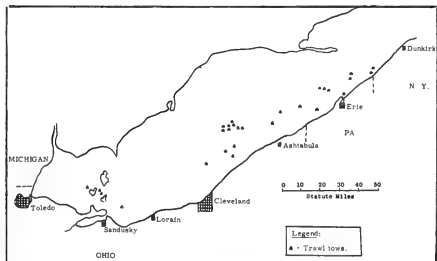 Dunkirk
N Y.
Erie
PA
Ashtabula
MICHIGAN
Toledo
Cleveland
Lorain
Sandusky
0 10 20 30 40 50
Statute Miles
Legend:
▲ - Trawl tows.
OHIO